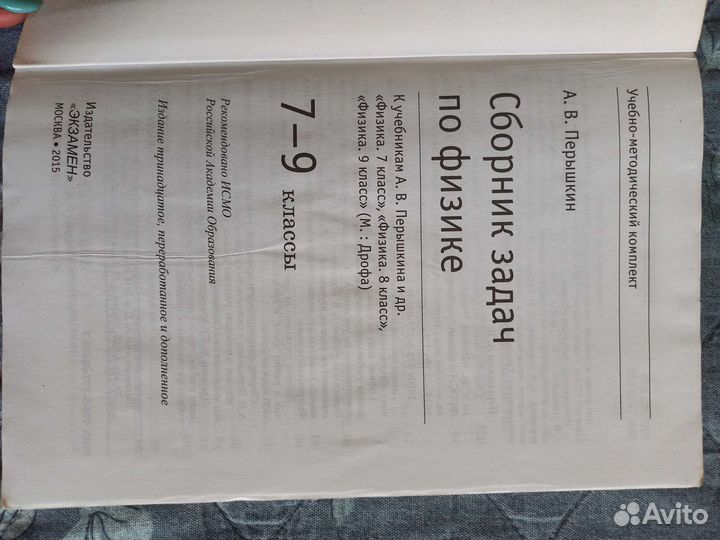 Учебно-методический комплект
А. В. Перышкин
Сборник задач
по физике
К учебникам А. В. Перышкина и др.
«Физика. 7 класс», «Физика. 8 класс»,
«Физика. 9 класс» (М. : Дрофа)
7–9 классы
Рекомендовано ИСМО
Российской Академии Образования
Издание тринадцатое, переработанное и дополненное
Издательство
«ЭКЗАМЕН»
МОСКВА • 2015
Avito